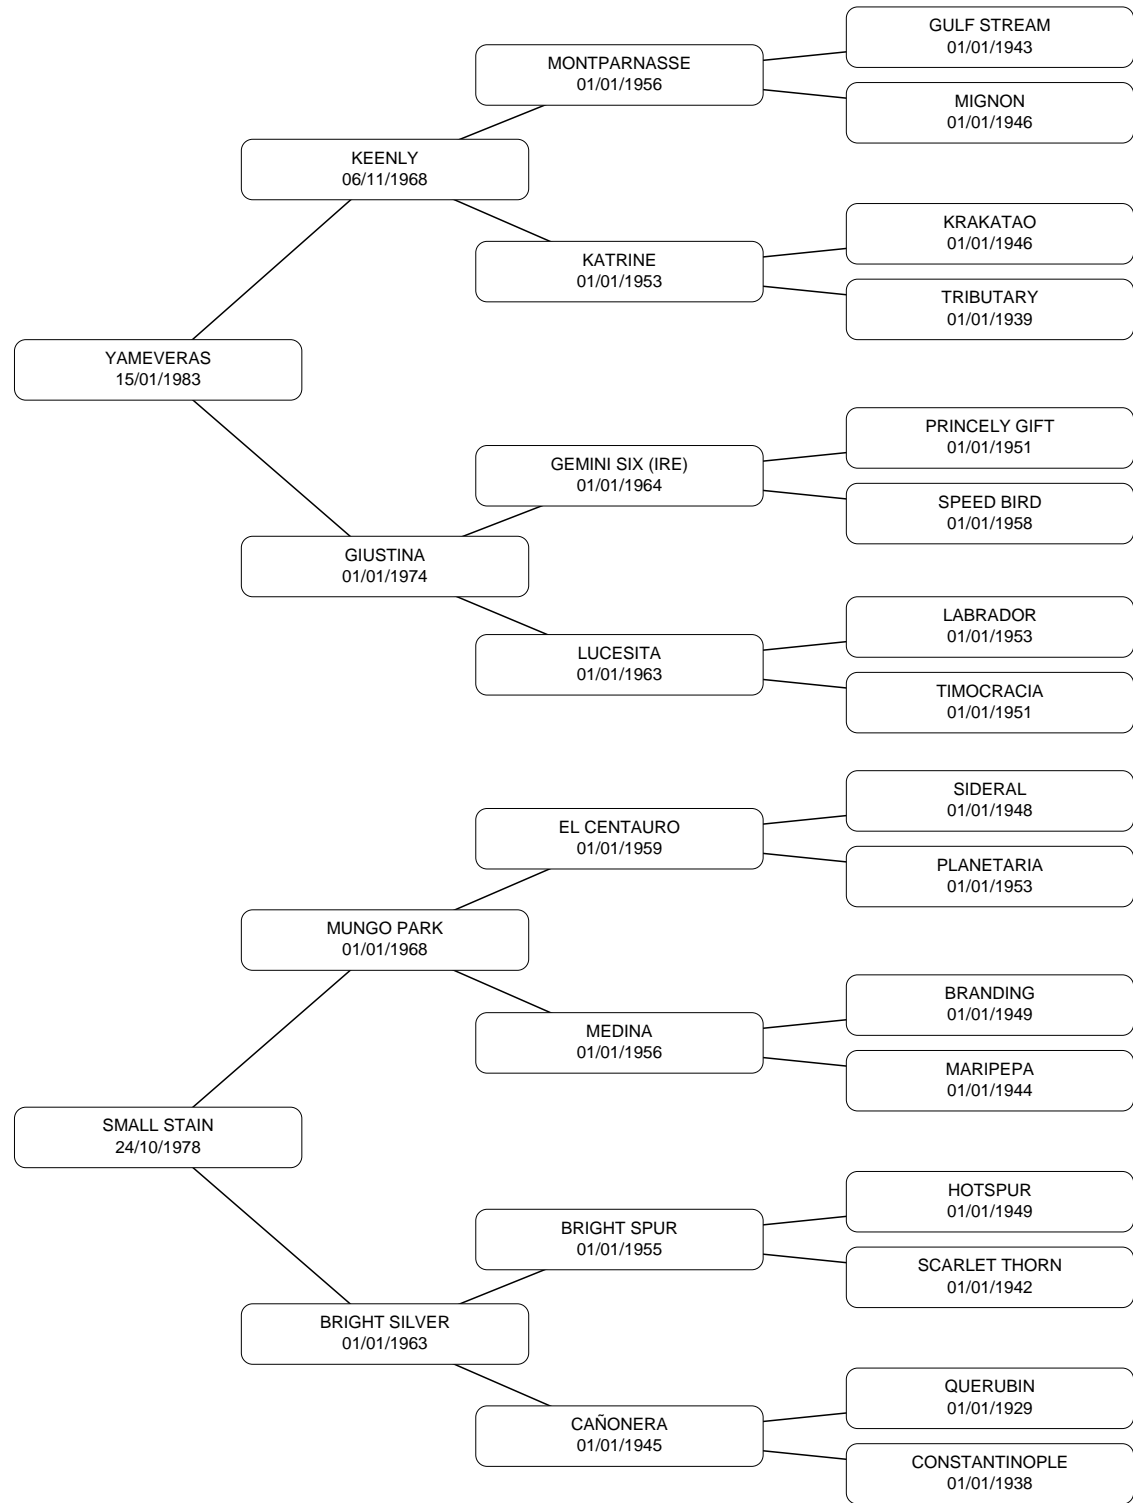 GULF STREAM
01/01/1943
MONTPARNASSE
01/01/1956
MIGNON
01/01/1946
KEENLY
06/11/1968
KRAKATAO
01/01/1946
KATRINE
01/01/1953
TRIBUTARY
01/01/1939
YAMEVERAS
15/01/1983
PRINCELY GIFT
01/01/1951
GEMINI SIX (IRE)
01/01/1964
SPEED BIRD
01/01/1958
GIUSTINA
01/01/1974
LABRADOR
01/01/1953
LUCESITA
01/01/1963
TIMOCRACIA
01/01/1951
SIDERAL
01/01/1948
EL CENTAURO
01/01/1959
PLANETARIA
01/01/1953
MUNGO PARK
01/01/1968
BRANDING
01/01/1949
MEDINA
01/01/1956
MARIPEPA
01/01/1944
SMALL STAIN
24/10/1978
HOTSPUR
01/01/1949
BRIGHT SPUR
01/01/1955
SCARLET THORN
01/01/1942
BRIGHT SILVER
01/01/1963
QUERUBIN
01/01/1929
CAÑONERA
01/01/1945
CONSTANTINOPLE
01/01/1938